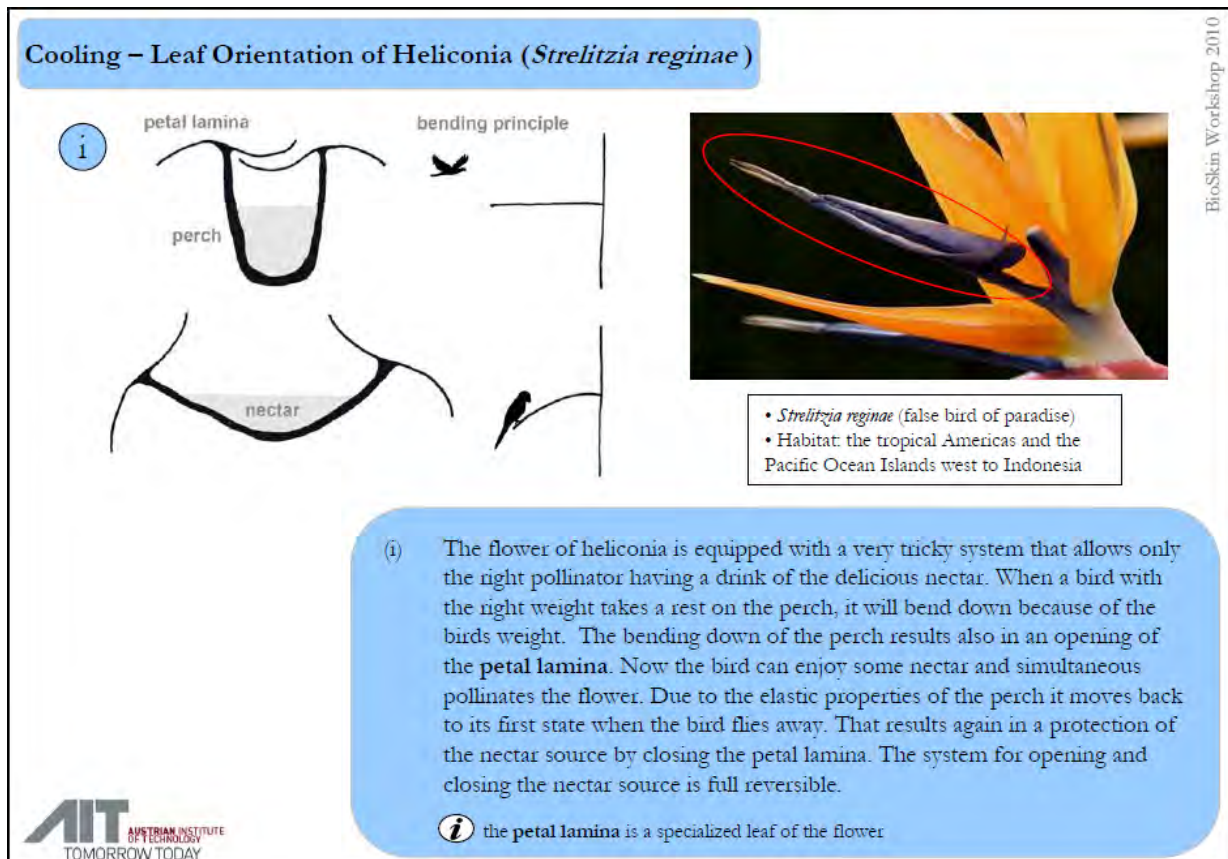 Cooling – Leaf Orientation of Heliconia (Strelitzia reginae )
BioSkin Workshop 2010
i
petal lamina
bending principle
perch
nectar
• Strelitzia reginae (false bird of paradise)
• Habitat: the tropical Americas and the
Pacific Ocean Islands west to Indonesia
(i) The flower of heliconia is equipped with a very tricky system that allows only
the right pollinator having a drink of the delicious nectar. When a bird with
the right weight takes a rest on the perch, it will bend down because of the
birds weight. The bending down of the perch results also in an opening of
the petal lamina. Now the bird can enjoy some nectar and simultaneous
pollinates the flower. Due to the elastic properties of the perch it moves back
to its first state when the bird flies away. That results again in a protection of
the nectar source by closing the petal lamina. The system for opening and
closing the nectar source is full reversible.
i the petal lamina is a specialized leaf of the flower
AIT AUSTRIAN INSTITUTE
OF TECHNOLOGY
TOMORROW TODAY